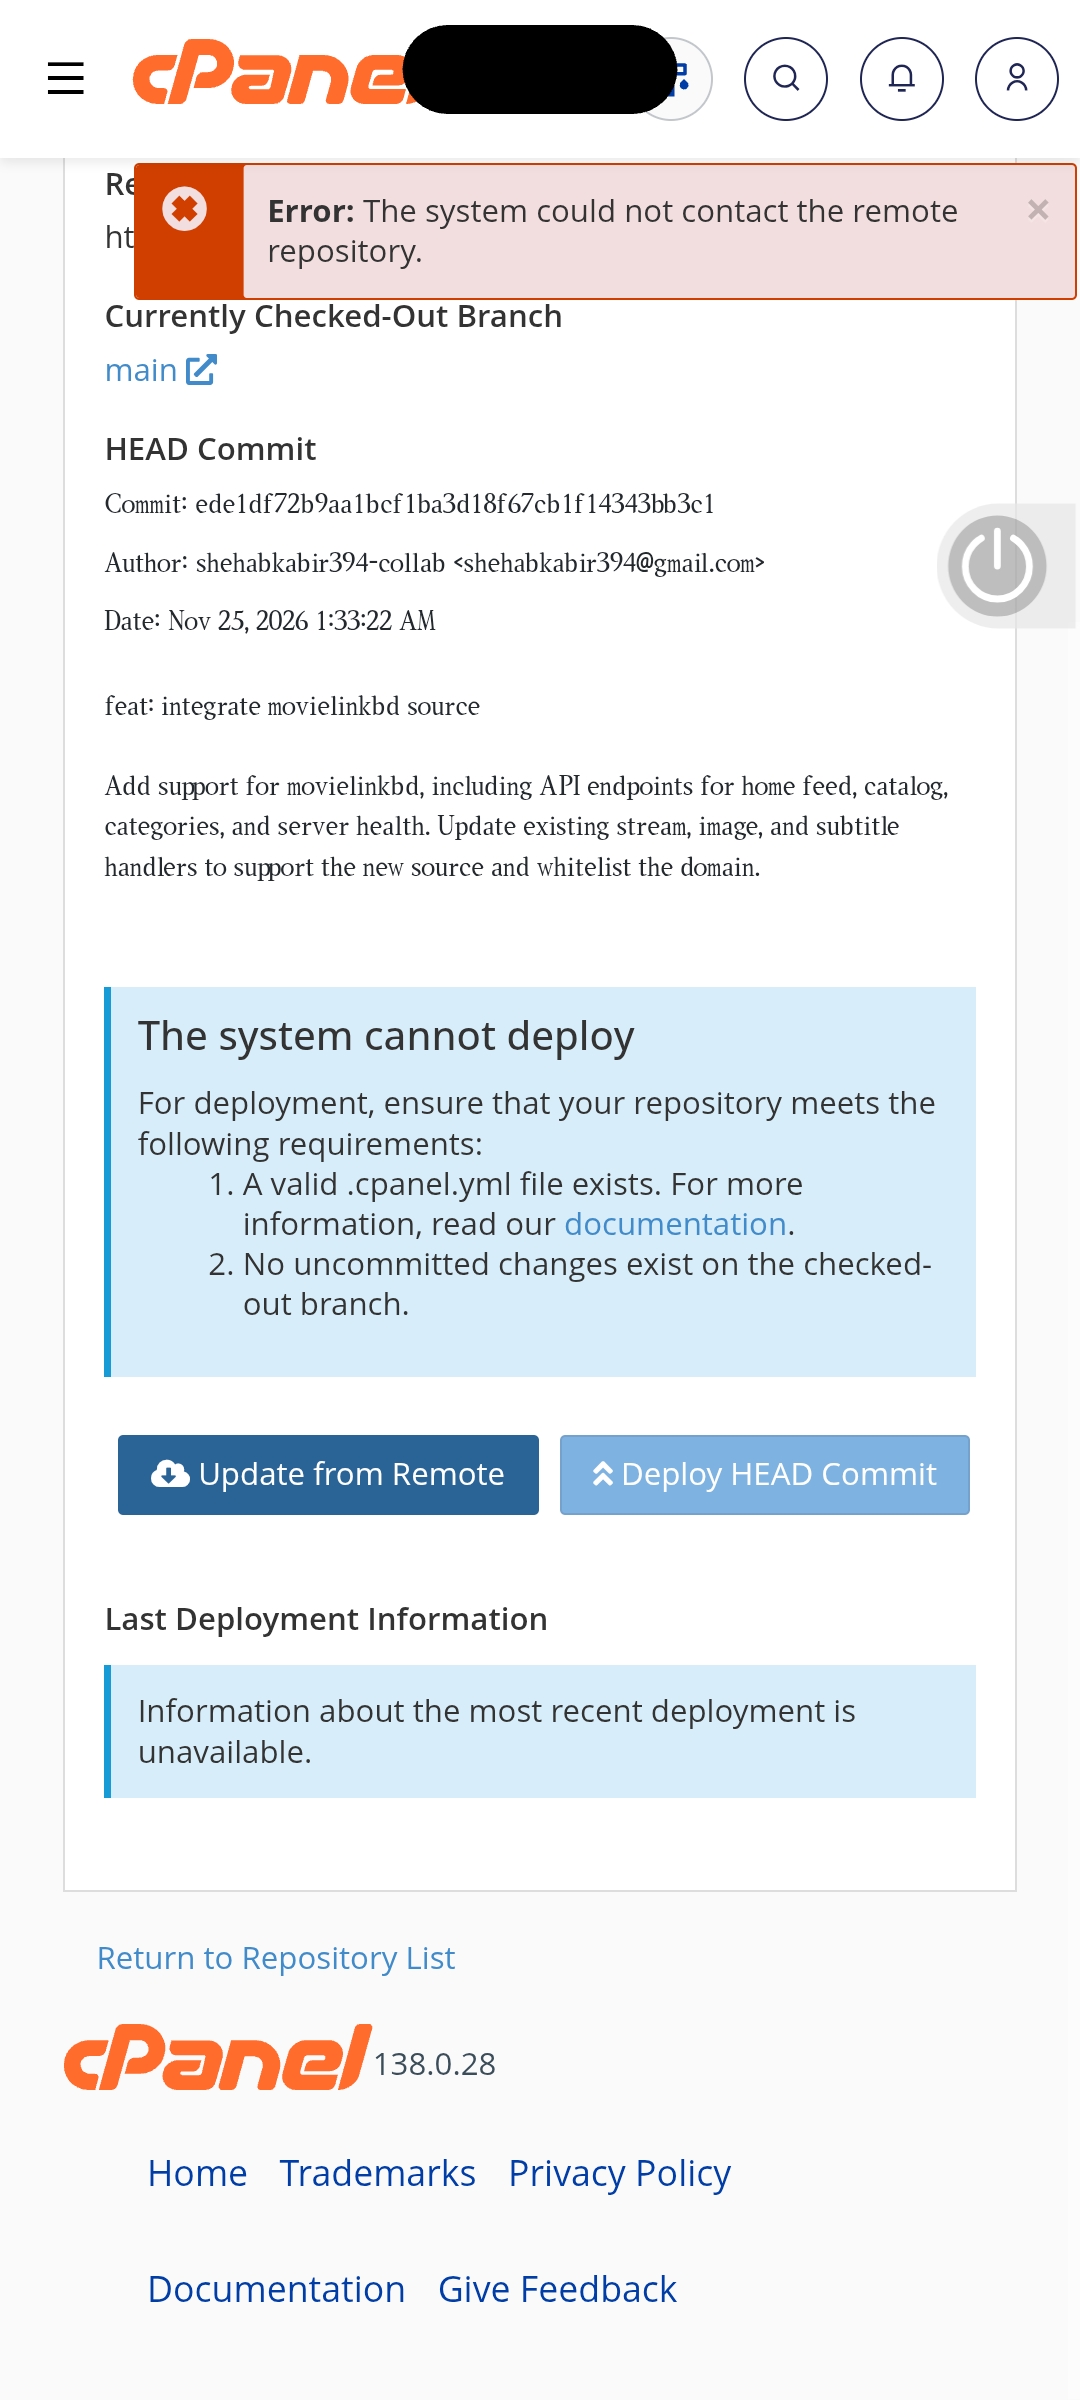 cPane
Re
ht
Error: The system could not contact the remote
repository.
×
Currently Checked-Out Branch
main
HEAD Commit
Commit: ede1df72b9aa1bcf1ba3d18f67cb1f14343bb3c1
Author: shehabkabir394-collab <shehabkabir394@gmail.com>
Date: Nov 25, 2026 1:33:22 AM
feat: integrate movielinkbd source
Add support for movielinkbd, including API endpoints for home feed, catalog,
categories, and server health. Update existing stream, image, and subtitle
handlers to support the new source and whitelist the domain.
The system cannot deploy
For deployment, ensure that your repository meets the
following requirements:
1. A valid .cpanel.yml file exists. For more
information, read our documentation.
2. No uncommitted changes exist on the checked-
out branch.
Update from Remote
Deploy HEAD Commit
Last Deployment Information
Information about the most recent deployment is
unavailable.
Return to Repository List
cPanel 138.0.28
Home Trademarks Privacy Policy
Documentation Give Feedback